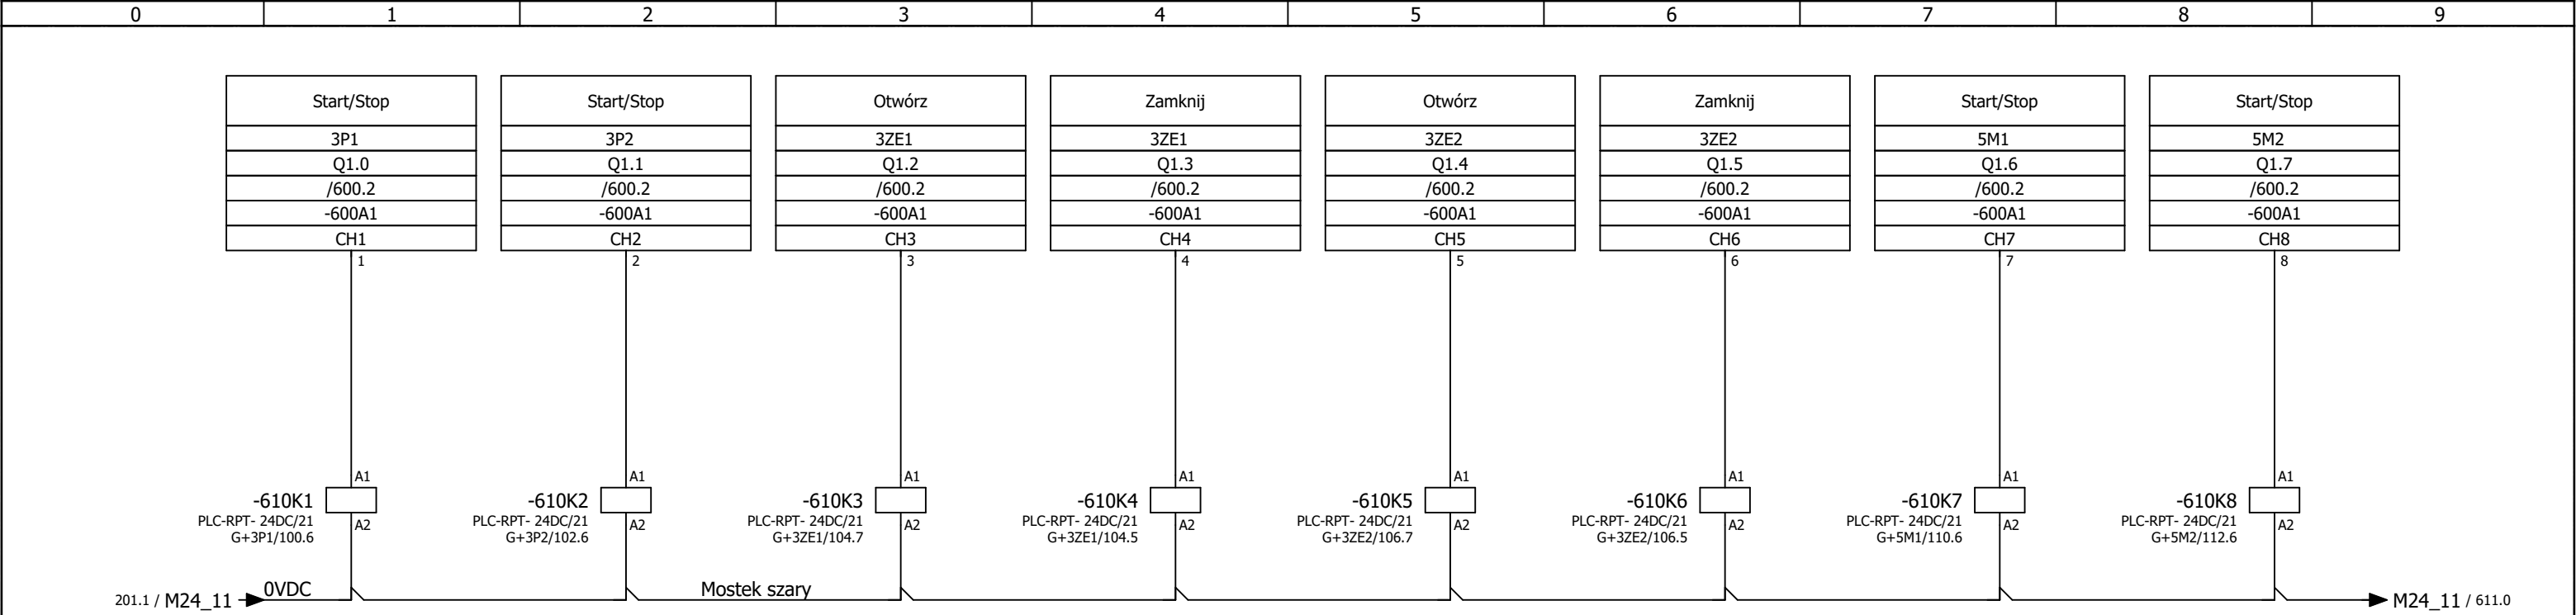 0 1 2 3 4 5 6 7 8 9
Start/Stop Start/Stop Otwórz Zamknij Otwórz Zamknij Start/Stop Start/Stop
3P1 3P2 3ZE1 3ZE1 3ZE2 3ZE2 5M1 5M2
Q1.0 Q1.1 Q1.2 Q1.3 Q1.4 Q1.5 Q1.6 Q1.7
/600.2 /600.2 /600.2 /600.2 /600.2 /600.2 /600.2 /600.2
-600A1 -600A1 -600A1 -600A1 -600A1 -600A1 -600A1 -600A1
CH1 CH2 CH3 CH4 CH5 CH6 CH7 CH8
1 2 3 4 5 6 7 8
A1 A1 A1 A1 A1 A1 A1 A1
-610K1 -610K2 -610K3 -610K4 -610K5 -610K6 -610K7 -610K8
PLC-RPT- 24DC/21 A2 PLC-RPT- 24DC/21 A2 PLC-RPT- 24DC/21 A2 PLC-RPT- 24DC/21 A2 PLC-RPT- 24DC/21 A2 PLC-RPT- 24DC/21 A2 PLC-RPT- 24DC/21 A2 PLC-RPT- 24DC/21 A2
G+3P1/100.6 G+3P2/102.6 G+3ZE1/104.7 G+3ZE1/104.5 G+3ZE2/106.7 G+3ZE2/106.5 G+5M1/110.6 G+5M2/112.6
0VDC Mostek szary
201.1 / M24_11 M24_11 / 611.0